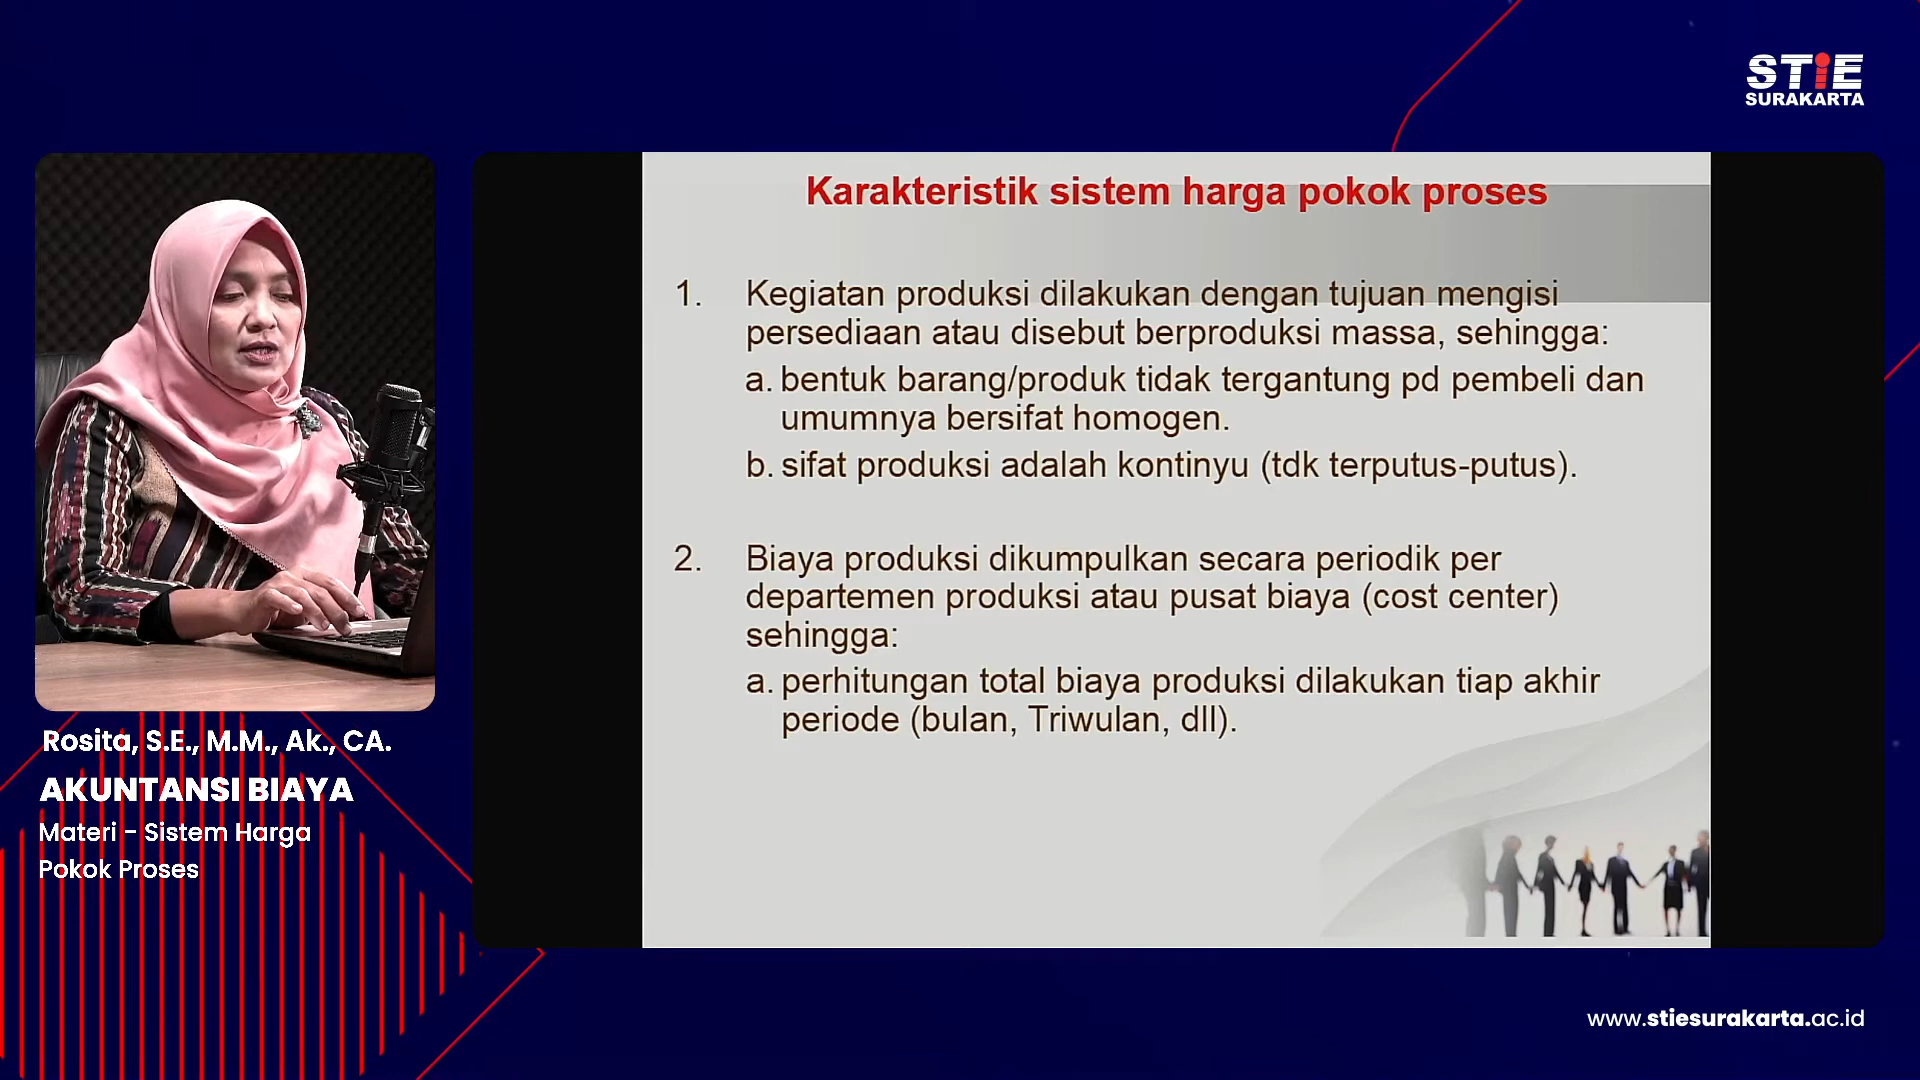 STiE
SURAKARTA
Karakteristik sistem harga pokok proses
1. Kegiatan produksi dilakukan dengan tujuan mengisi
persediaan atau disebut berproduksi massa, sehingga:
a. bentuk barang/produk tidak tergantung pd pembeli dan
umumnya bersifat homogen.
b. sifat produksi adalah kontinyu (tdk terputus-putus).
2. Biaya produksi dikumpulkan secara periodik per
departemen produksi atau pusat biaya (cost center)
sehingga:
a. perhitungan total biaya produksi dilakukan tiap akhir
periode (bulan, Triwulan, dll).
Rosita, S.E., M.M., Ak., CA.
AKUNTANSI BIAYA
Materi - Sistem Harga
Pokok Proses
www.stiesurakarta.ac.id